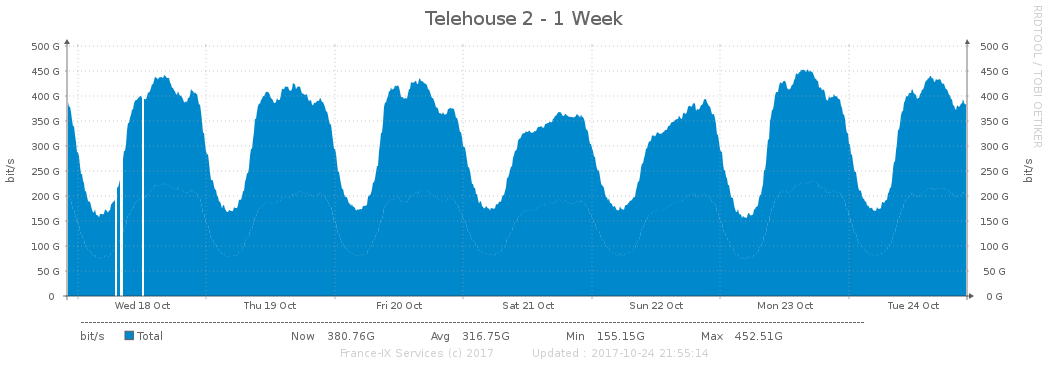 Telehouse 2 - 1 Week
RRDTOOL / TOBI OETIKER
bit/s
500 G
450 G
400 G
350 G
300 G
250 G
200 G
150 G
100 G
50 G
0
500 G
450 G
400 G
350 G
300 G
250 G
200 G
150 G
100 G
50 G
0 G
bit/s
Wed 18 Oct Thu 19 Oct Fri 20 Oct Sat 21 Oct Sun 22 Oct Mon 23 Oct Tue 24 Oct
bit/s Total Now 380.76G Avg 316.75G Min 155.15G Max 452.51G
France-IX Services (c) 2017 Updated : 2017-10-24 21:55:14